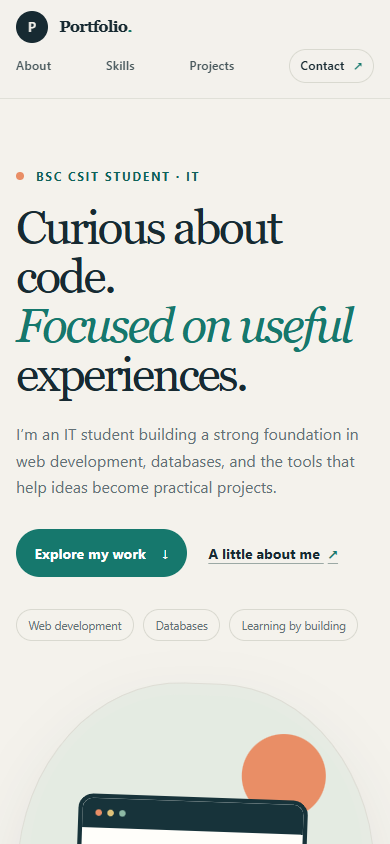 P Portfolio.
About Skills Projects Contact ↗
BSC CSIT STUDENT · IT
Curious about
code.
Focused on useful
experiences.
I'm an IT student building a strong foundation in
web development, databases, and the tools that
help ideas become practical projects.
Explore my work ↓ A little about me ↗
Web development Databases Learning by building